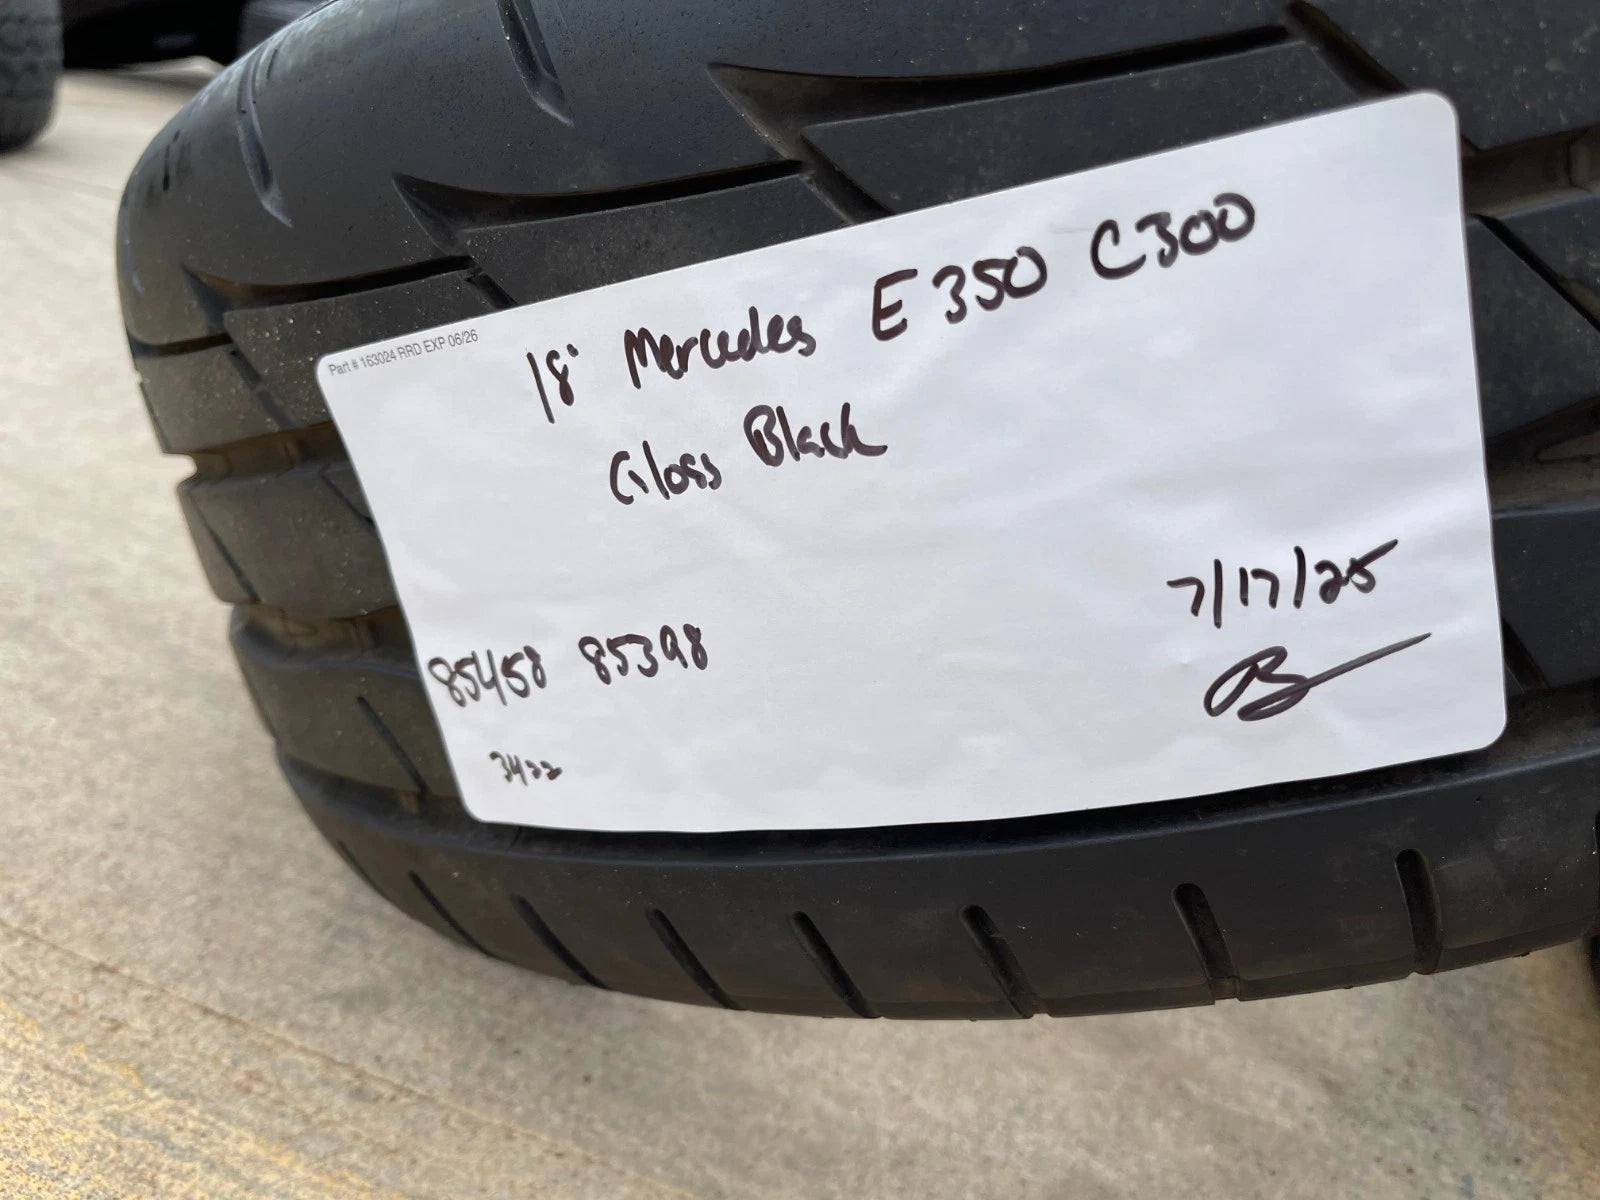 Part # 163024 RRD EXP 06/26
18" Mercedes E350 C300
Gloss Black
7/17/25
85458 85398
3422